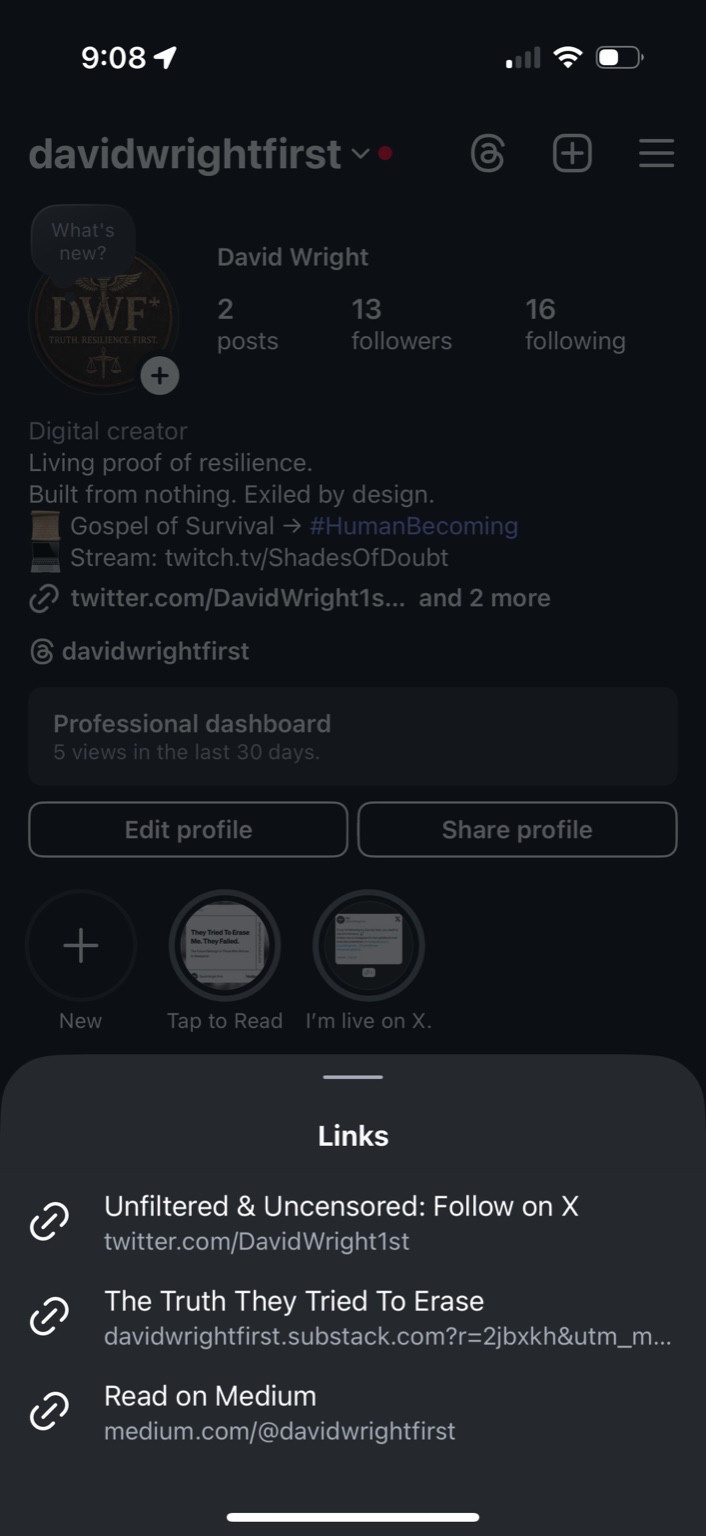 9:08
davidwrightfirst
What's
new?
DWF+
TRUTH. RESILIENCE. FIRST.
David Wright
2 13 16
posts followers following
Digital creator
Living proof of resilience.
Built from nothing. Exiled by design.
Gospel of Survival → #HumanBecoming
Stream: twitch.tv/ShadesOfDoubt
twitter.com/DavidWright1s... and 2 more
davidwrightfirst
Professional dashboard
5 views in the last 30 days.
Edit profile Share profile
They Tried To Erase
Me. They Failed.
New Tap to Read I'm live on X.
Links
Unfiltered & Uncensored: Follow on X
twitter.com/DavidWright1st
The Truth They Tried To Erase
davidwrightfirst.substack.com?r=2jbxkh&utm_m...
Read on Medium
medium.com/@davidwrightfirst